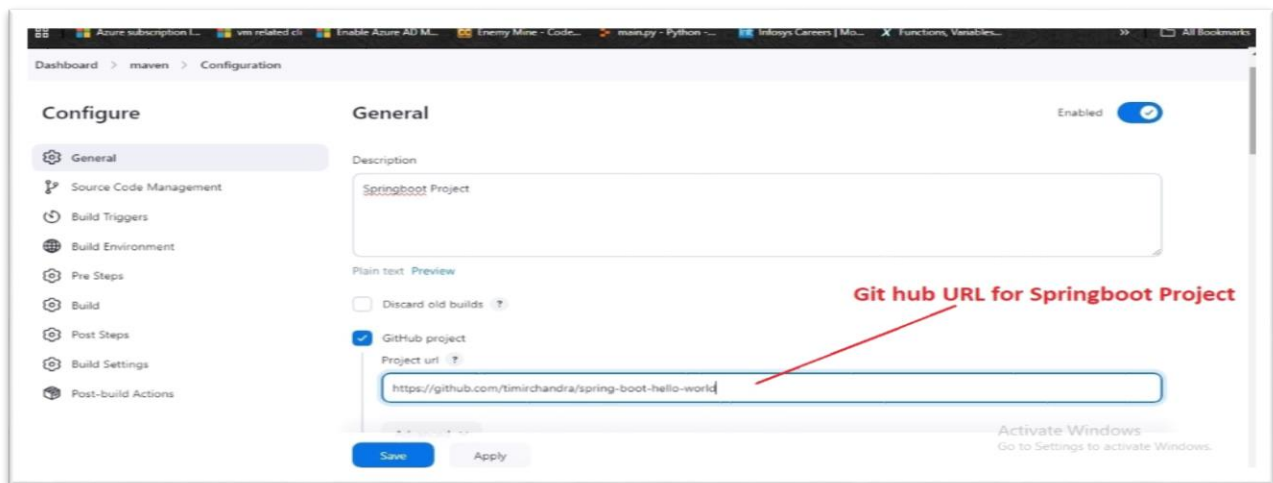 Azure subscription L... vm related cli Enable Azure AD M... Enemy Mine - Code... main.py - Python -... Infosys Careers | Mo... Functions, Variables... » All Bookmarks
Dashboard > maven > Configuration
Configure
General
Enabled
General
Source Code Management
Build Triggers
Build Environment
Pre Steps
Build
Post Steps
Build Settings
Post-build Actions
Description
Springboot Project
Plain text Preview
Discard old builds ?
Git hub URL for Springboot Project
GitHub project
Project url ?
https://github.com/timirchandra/spring-boot-hello-world
Save Apply
Activate Windows
Go to Settings to activate Windows.